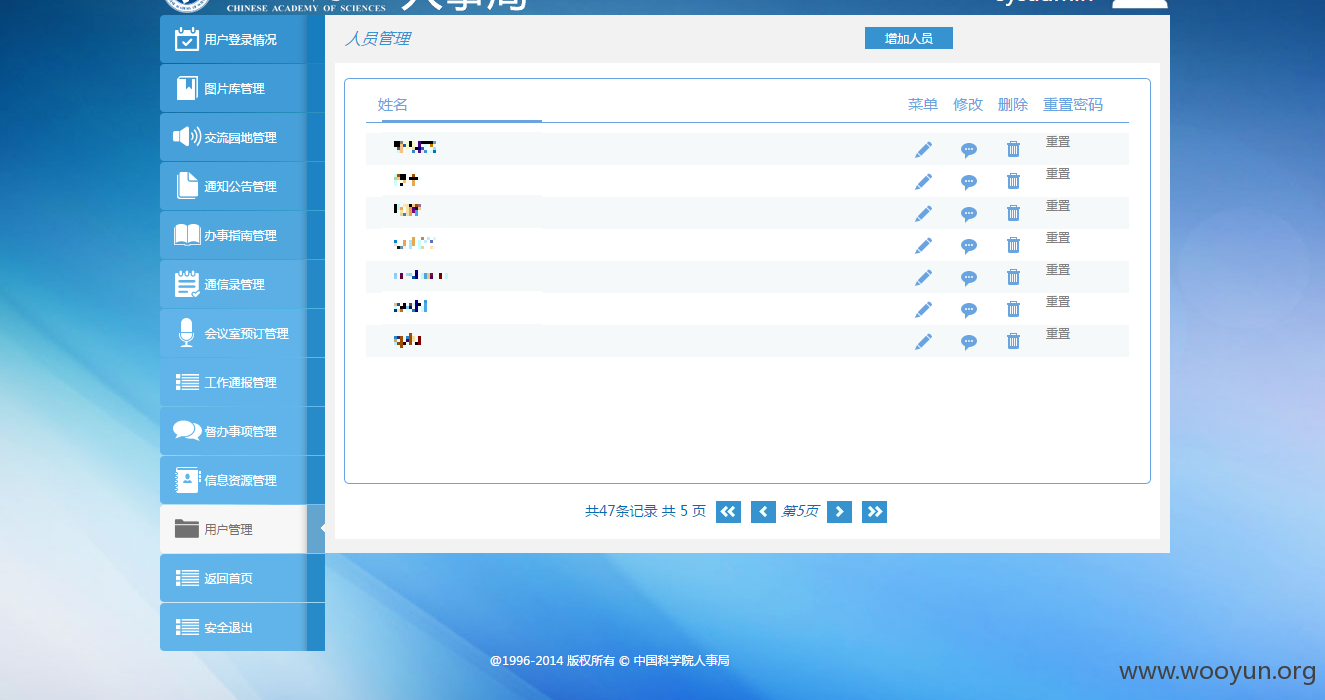 CHINESE ACADEMY OF SCIENCES 人事局
sysadmin
用户登录情况
图片库管理
交流园地管理
通知公告管理
办事指南管理
通信录管理
会议室预订管理
工作通报管理
督办事项管理
信息资源管理
用户管理
返回首页
安全退出
人员管理 增加人员
姓名 菜单 修改 删除 重置密码
重置
重置
重置
重置
重置
重置
重置
共47条记录 共 5 页 第5页
@1996-2014 版权所有 © 中国科学院人事局
www.wooyun.org